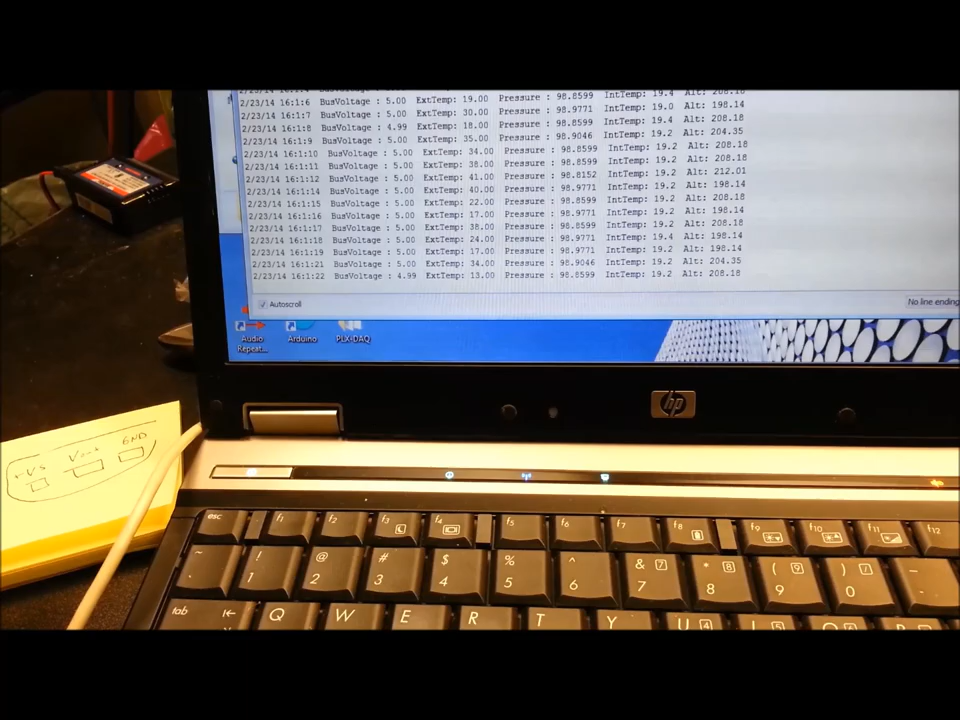 2/23/14 16:1:6 BusVoltage : 5.00 ExtTemp: 19.00 Pressure : 98.8599 IntTemp: 19.4 Alt: 208.18
2/23/14 16:1:7 BusVoltage : 5.00 ExtTemp: 30.00 Pressure : 98.9771 IntTemp: 19.0 Alt: 198.14
2/23/14 16:1:8 BusVoltage : 4.99 ExtTemp: 18.00 Pressure : 98.8599 IntTemp: 19.4 Alt: 208.18
2/23/14 16:1:9 BusVoltage : 5.00 ExtTemp: 35.00 Pressure : 98.9046 IntTemp: 19.2 Alt: 204.35
2/23/14 16:1:10 BusVoltage : 5.00 ExtTemp: 34.00 Pressure : 98.8599 IntTemp: 19.2 Alt: 208.18
2/23/14 16:1:11 BusVoltage : 5.00 ExtTemp: 38.00 Pressure : 98.8599 IntTemp: 19.2 Alt: 208.18
2/23/14 16:1:12 BusVoltage : 5.00 ExtTemp: 41.00 Pressure : 98.8152 IntTemp: 19.2 Alt: 212.01
2/23/14 16:1:14 BusVoltage : 5.00 ExtTemp: 40.00 Pressure : 98.9771 IntTemp: 19.2 Alt: 198.14
2/23/14 16:1:15 BusVoltage : 5.00 ExtTemp: 22.00 Pressure : 98.8599 IntTemp: 19.2 Alt: 208.18
2/23/14 16:1:16 BusVoltage : 5.00 ExtTemp: 17.00 Pressure : 98.9771 IntTemp: 19.2 Alt: 198.14
2/23/14 16:1:17 BusVoltage : 5.00 ExtTemp: 38.00 Pressure : 98.8599 IntTemp: 19.2 Alt: 208.18
2/23/14 16:1:18 BusVoltage : 5.00 ExtTemp: 24.00 Pressure : 98.9771 IntTemp: 19.4 Alt: 198.14
2/23/14 16:1:19 BusVoltage : 5.00 ExtTemp: 17.00 Pressure : 98.9771 IntTemp: 19.2 Alt: 198.14
2/23/14 16:1:21 BusVoltage : 5.00 ExtTemp: 34.00 Pressure : 98.9046 IntTemp: 19.2 Alt: 204.35
2/23/14 16:1:22 BusVoltage : 4.99 ExtTemp: 13.00 Pressure : 98.8599 IntTemp: 19.2 Alt: 208.18
Autoscroll No line ending
Audio Repeat... Arduino PLX-DAQ
hp
+VS Vout GND
esc f1 f2 f3 f4 f5 f6 f7 f8 f9 f10 f11 f12
~ ! @ # $ % ^ & 7 * 8 ( 9 ) / _
1 2 3 4 5 6 7 8 9 0 -
tab Q W E R T Y U 4 5 6